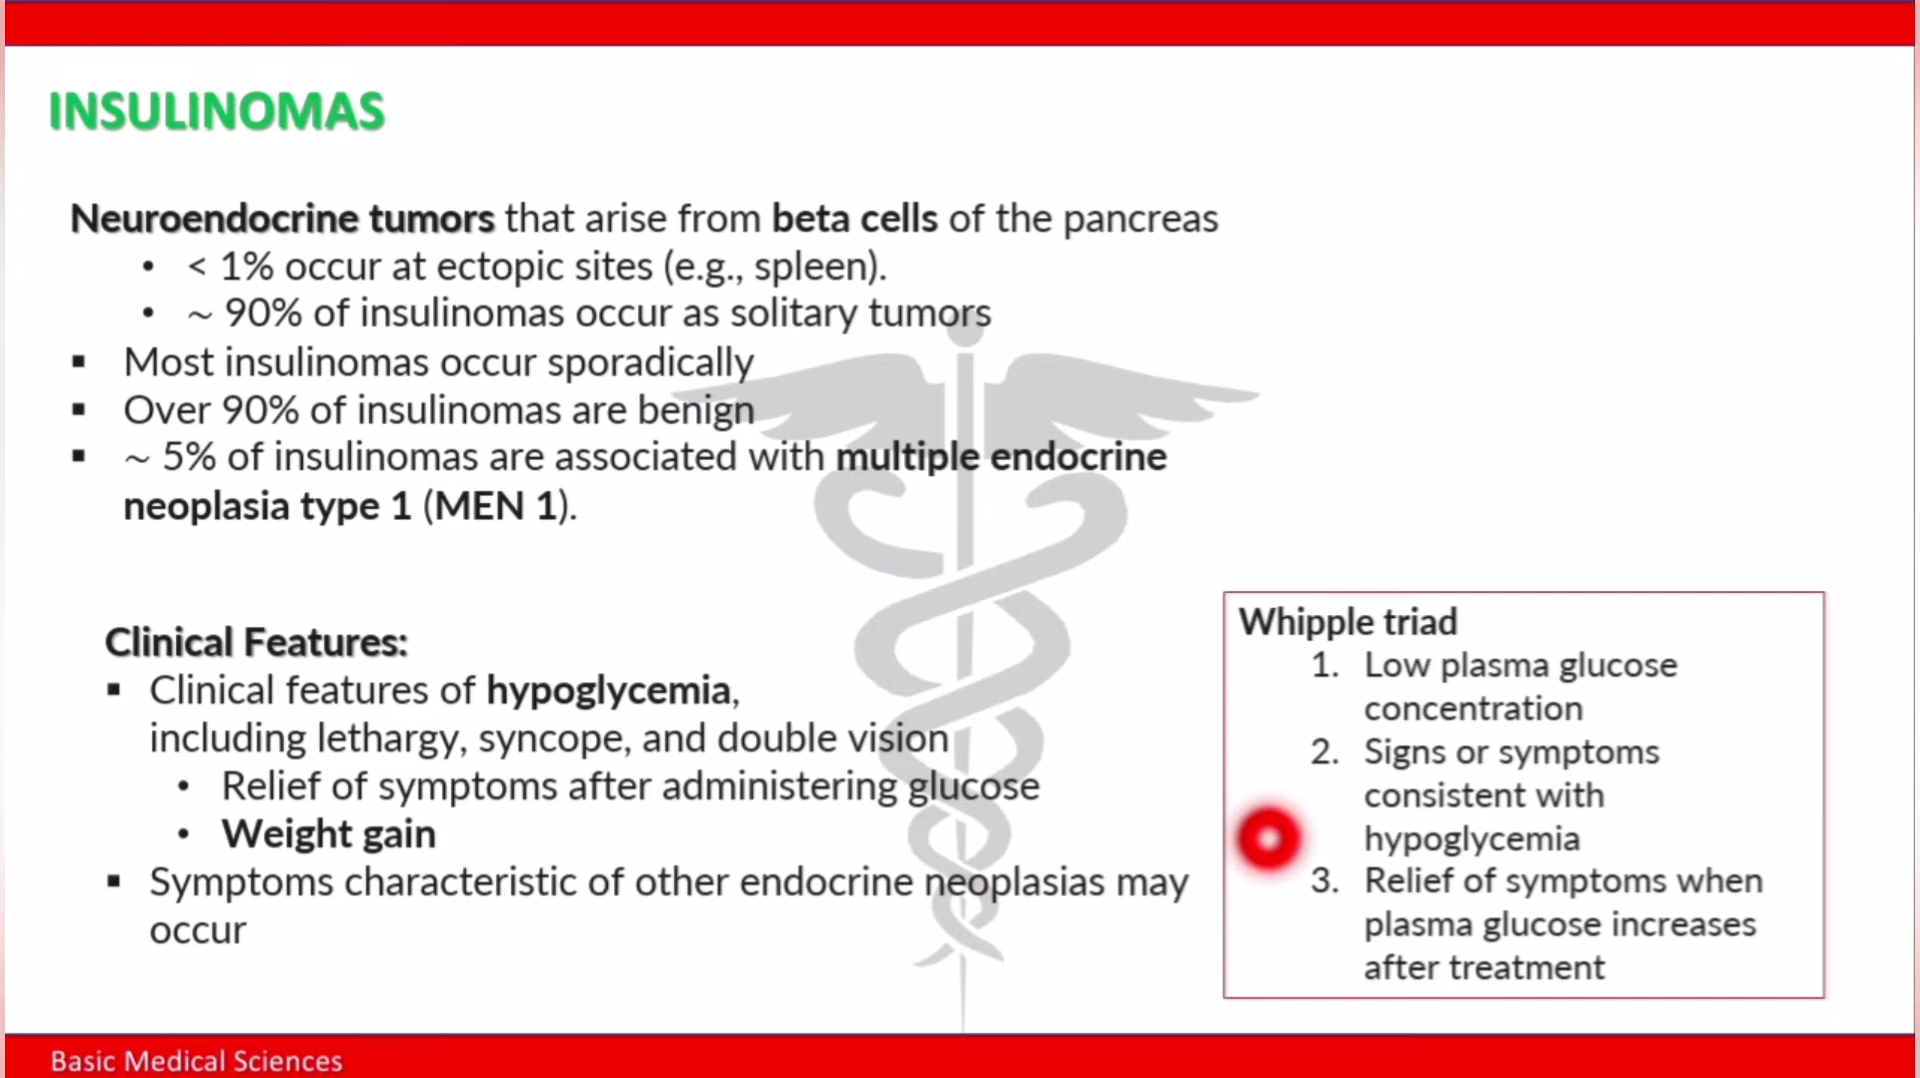 INSULINOMAS
Neuroendocrine tumors that arise from beta cells of the pancreas
• < 1% occur at ectopic sites (e.g., spleen).
• ~ 90% of insulinomas occur as solitary tumors
▪ Most insulinomas occur sporadically
▪ Over 90% of insulinomas are benign
▪ ~ 5% of insulinomas are associated with multiple endocrine
neoplasia type 1 (MEN 1).
Clinical Features:
▪ Clinical features of hypoglycemia,
including lethargy, syncope, and double vision
• Relief of symptoms after administering glucose
• Weight gain
▪ Symptoms characteristic of other endocrine neoplasias may
occur
Whipple triad
1. Low plasma glucose
concentration
2. Signs or symptoms
consistent with
hypoglycemia
3. Relief of symptoms when
plasma glucose increases
after treatment
Basic Medical Sciences